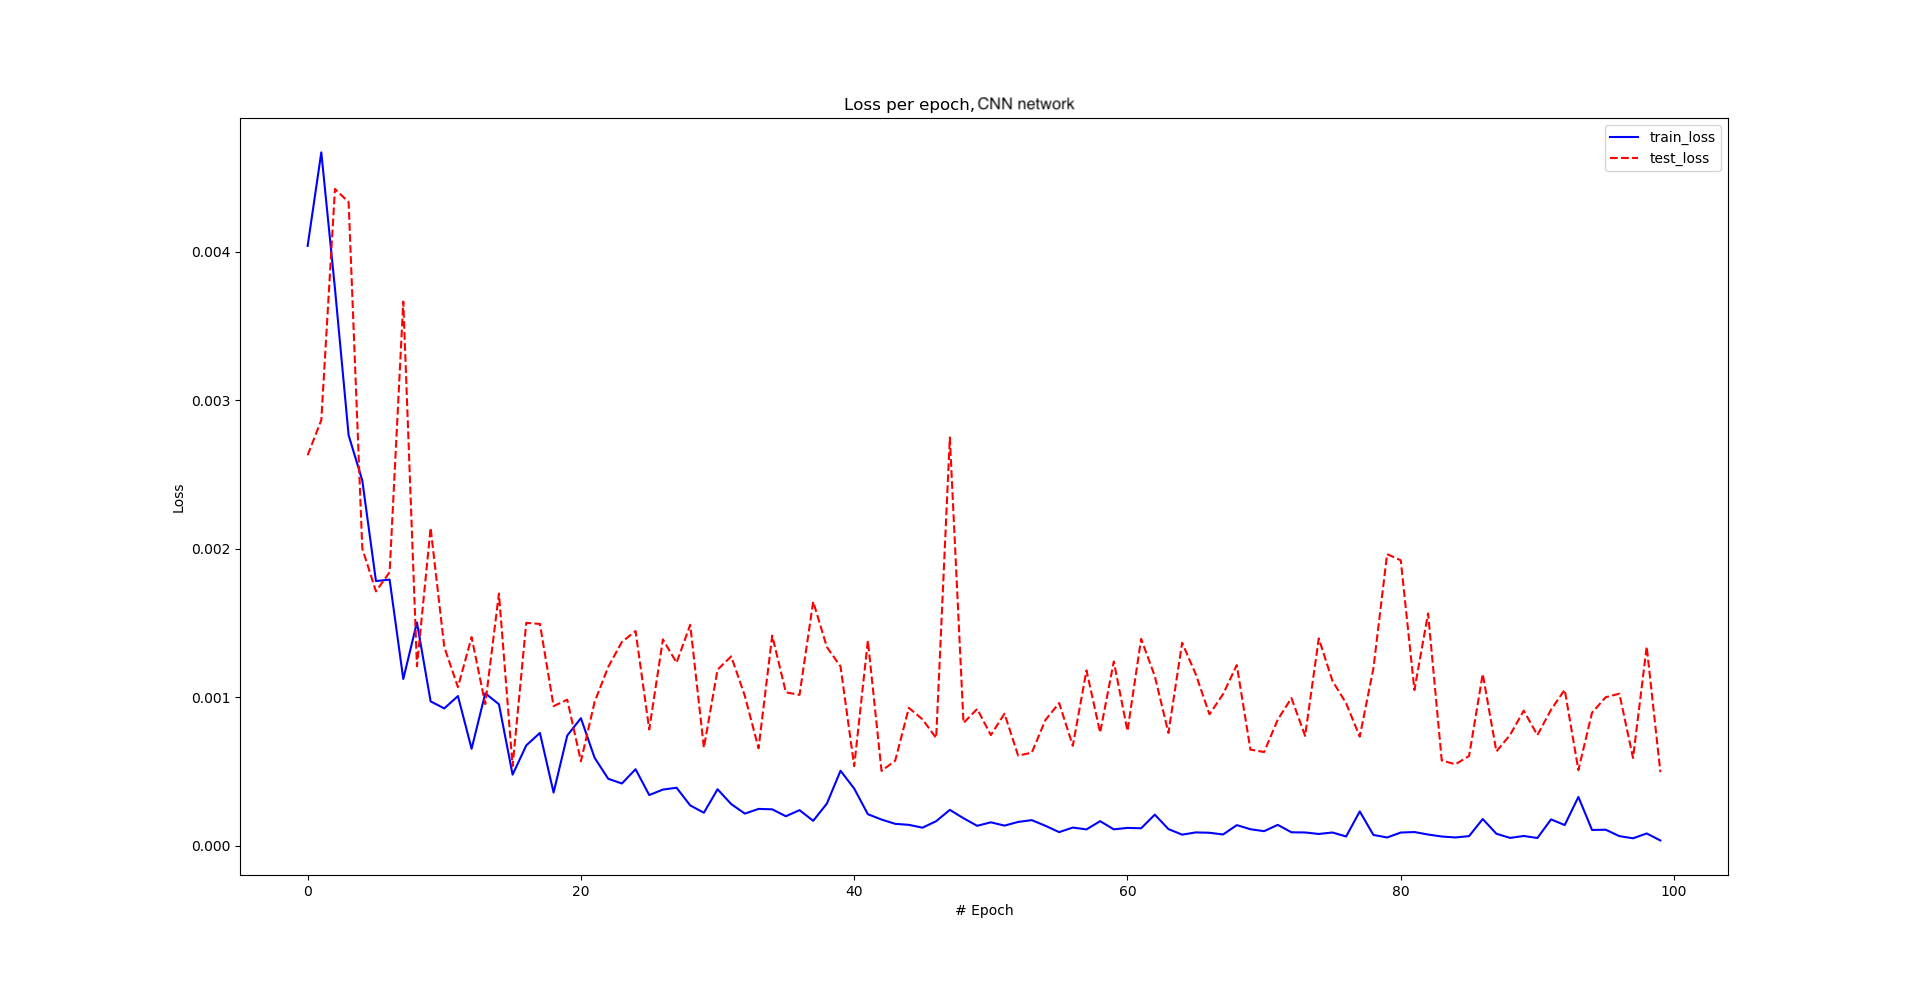 Loss per epoch, CNN network
train_loss
test_loss
0.004
0.003
0.002
0.001
0.000
Loss
0 20 40 60 80 100
# Epoch